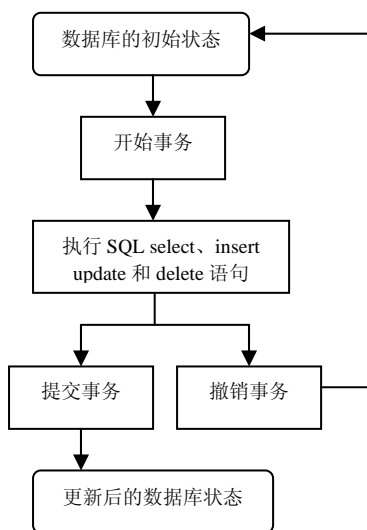 数据库的初始状态
开始事务
执行 SQL select、insert
update 和 delete 语句
提交事务
撤销事务
更新后的数据库状态